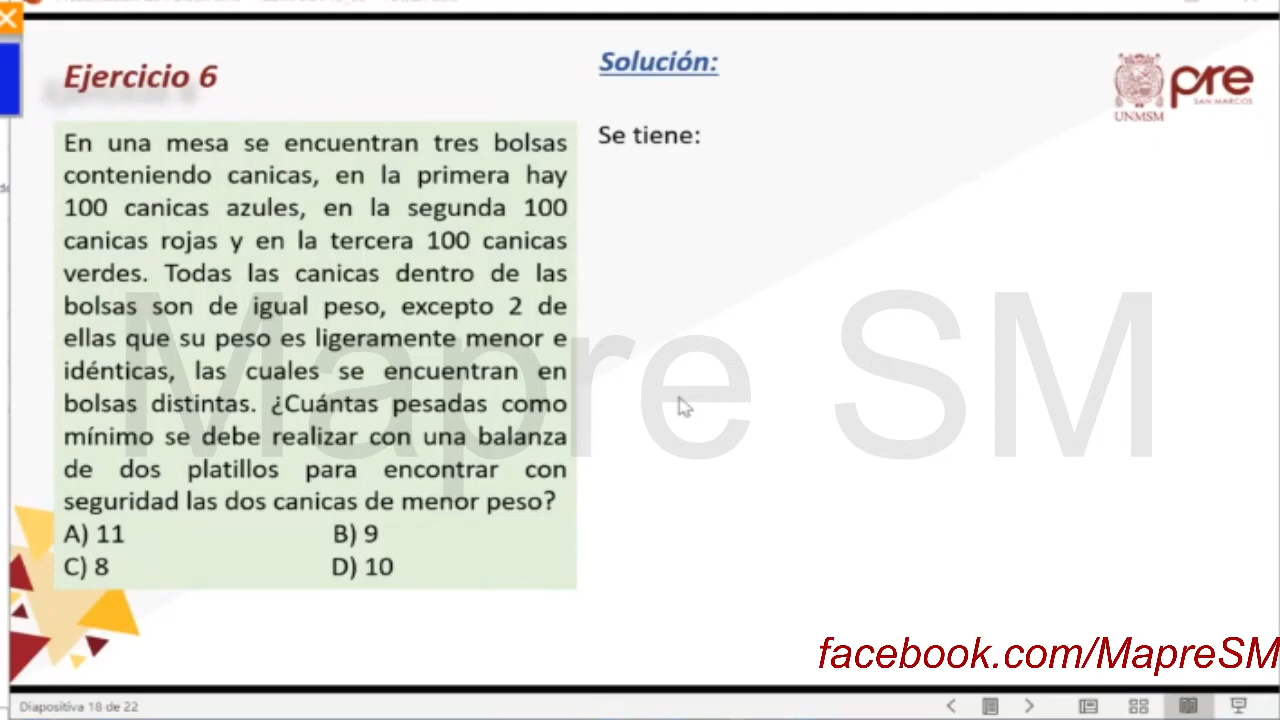 Ejercicio 6
En una mesa se encuentran tres bolsas
conteniendo canicas, en la primera hay
100 canicas azules, en la segunda 100
canicas rojas y en la tercera 100 canicas
verdes. Todas las canicas dentro de las
bolsas son de igual peso, excepto 2 de
ellas que su peso es ligeramente menor e
idénticas, las cuales se encuentran en
bolsas distintas. ¿Cuántas pesadas como
mínimo se debe realizar con una balanza
de dos platillos para encontrar con
seguridad las dos canicas de menor peso?
A) 11 B) 9
C) 8 D) 10
Solución:
Se tiene:
UNMSM
pre
SAN MARCOS
Mapre SM
facebook.com/MapreSM
Diapositiva 18 de 22